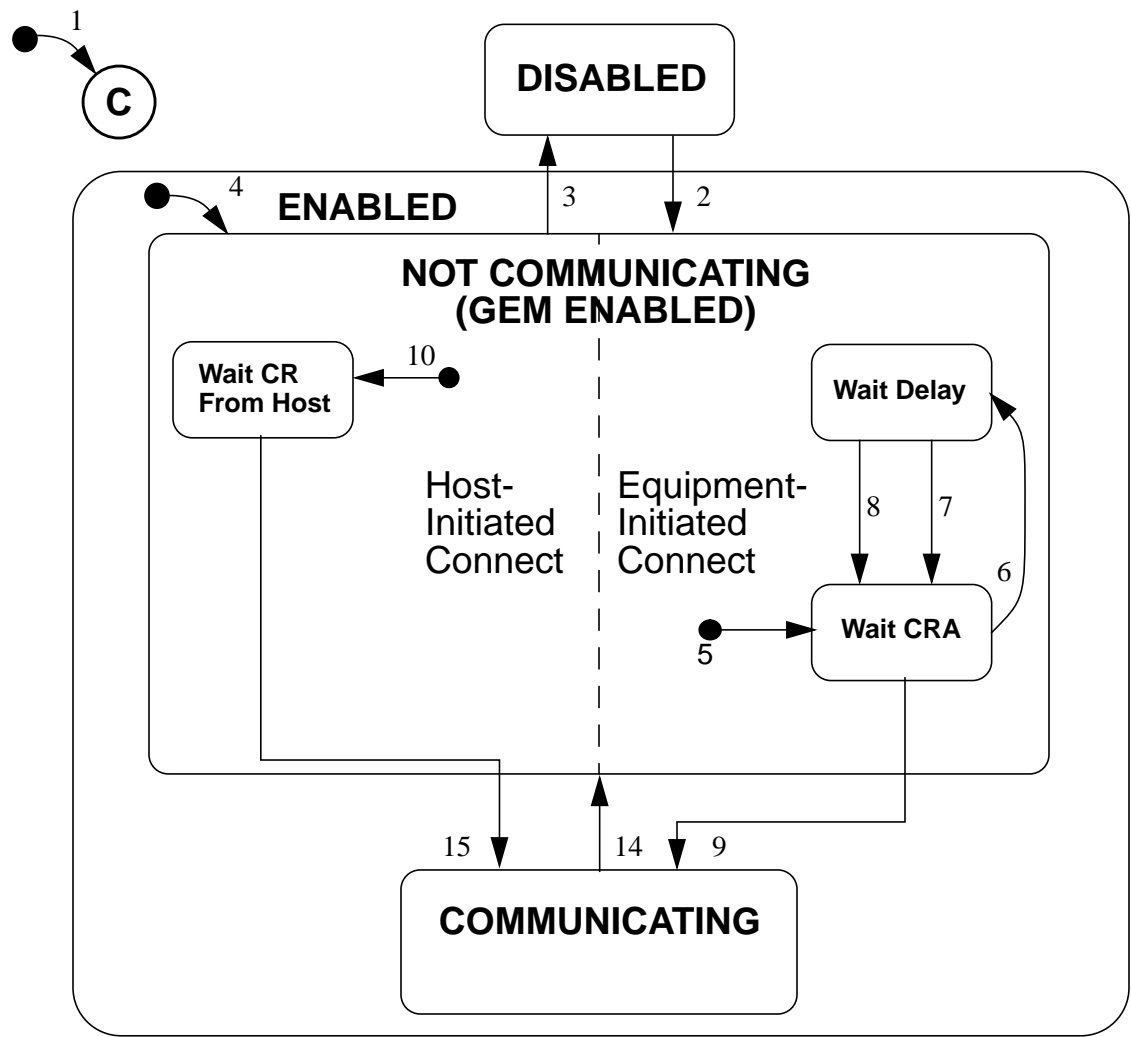 1
C
DISABLED
3
2
4
ENABLED
NOT COMMUNICATING
(GEM ENABLED)
10
Wait CR
From Host
Wait Delay
Host-
Initiated
Connect
Equipment-
Initiated
Connect
8
7
6
5
Wait CRA
15
14
9
COMMUNICATING